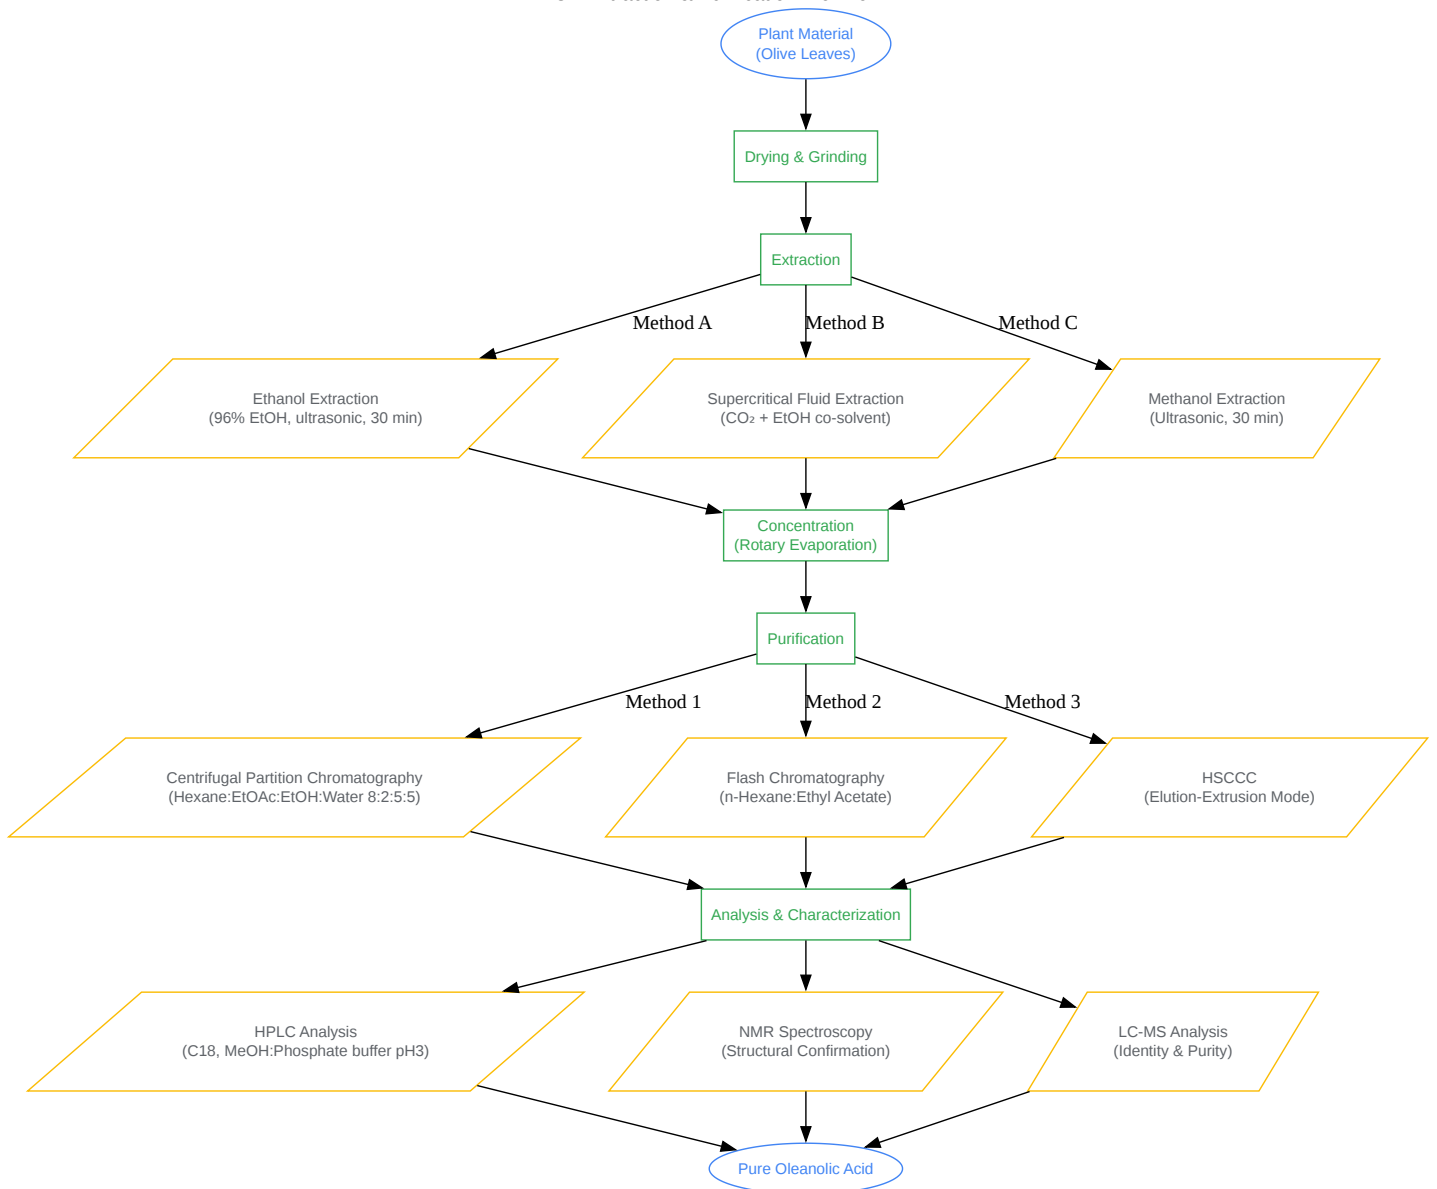 Plant Material
(Olive Leaves)
Drying & Grinding
Extraction
Method A
Method B
Method C
Ethanol Extraction
(96% EtOH, ultrasonic, 30 min)
Supercritical Fluid Extraction
(CO₂ + EtOH co-solvent)
Methanol Extraction
(Ultrasonic, 30 min)
Concentration
(Rotary Evaporation)
Purification
Method 1
Method 2
Method 3
Centrifugal Partition Chromatography
(Hexane:EtOAc:EtOH:Water 8:2:5:5)
Flash Chromatography
(n-Hexane:Ethyl Acetate)
HSCCC
(Elution-Extrusion Mode)
Analysis & Characterization
HPLC Analysis
(C18, MeOH:Phosphate buffer pH3)
NMR Spectroscopy
(Structural Confirmation)
LC-MS Analysis
(Identity & Purity)
Pure Oleanolic Acid